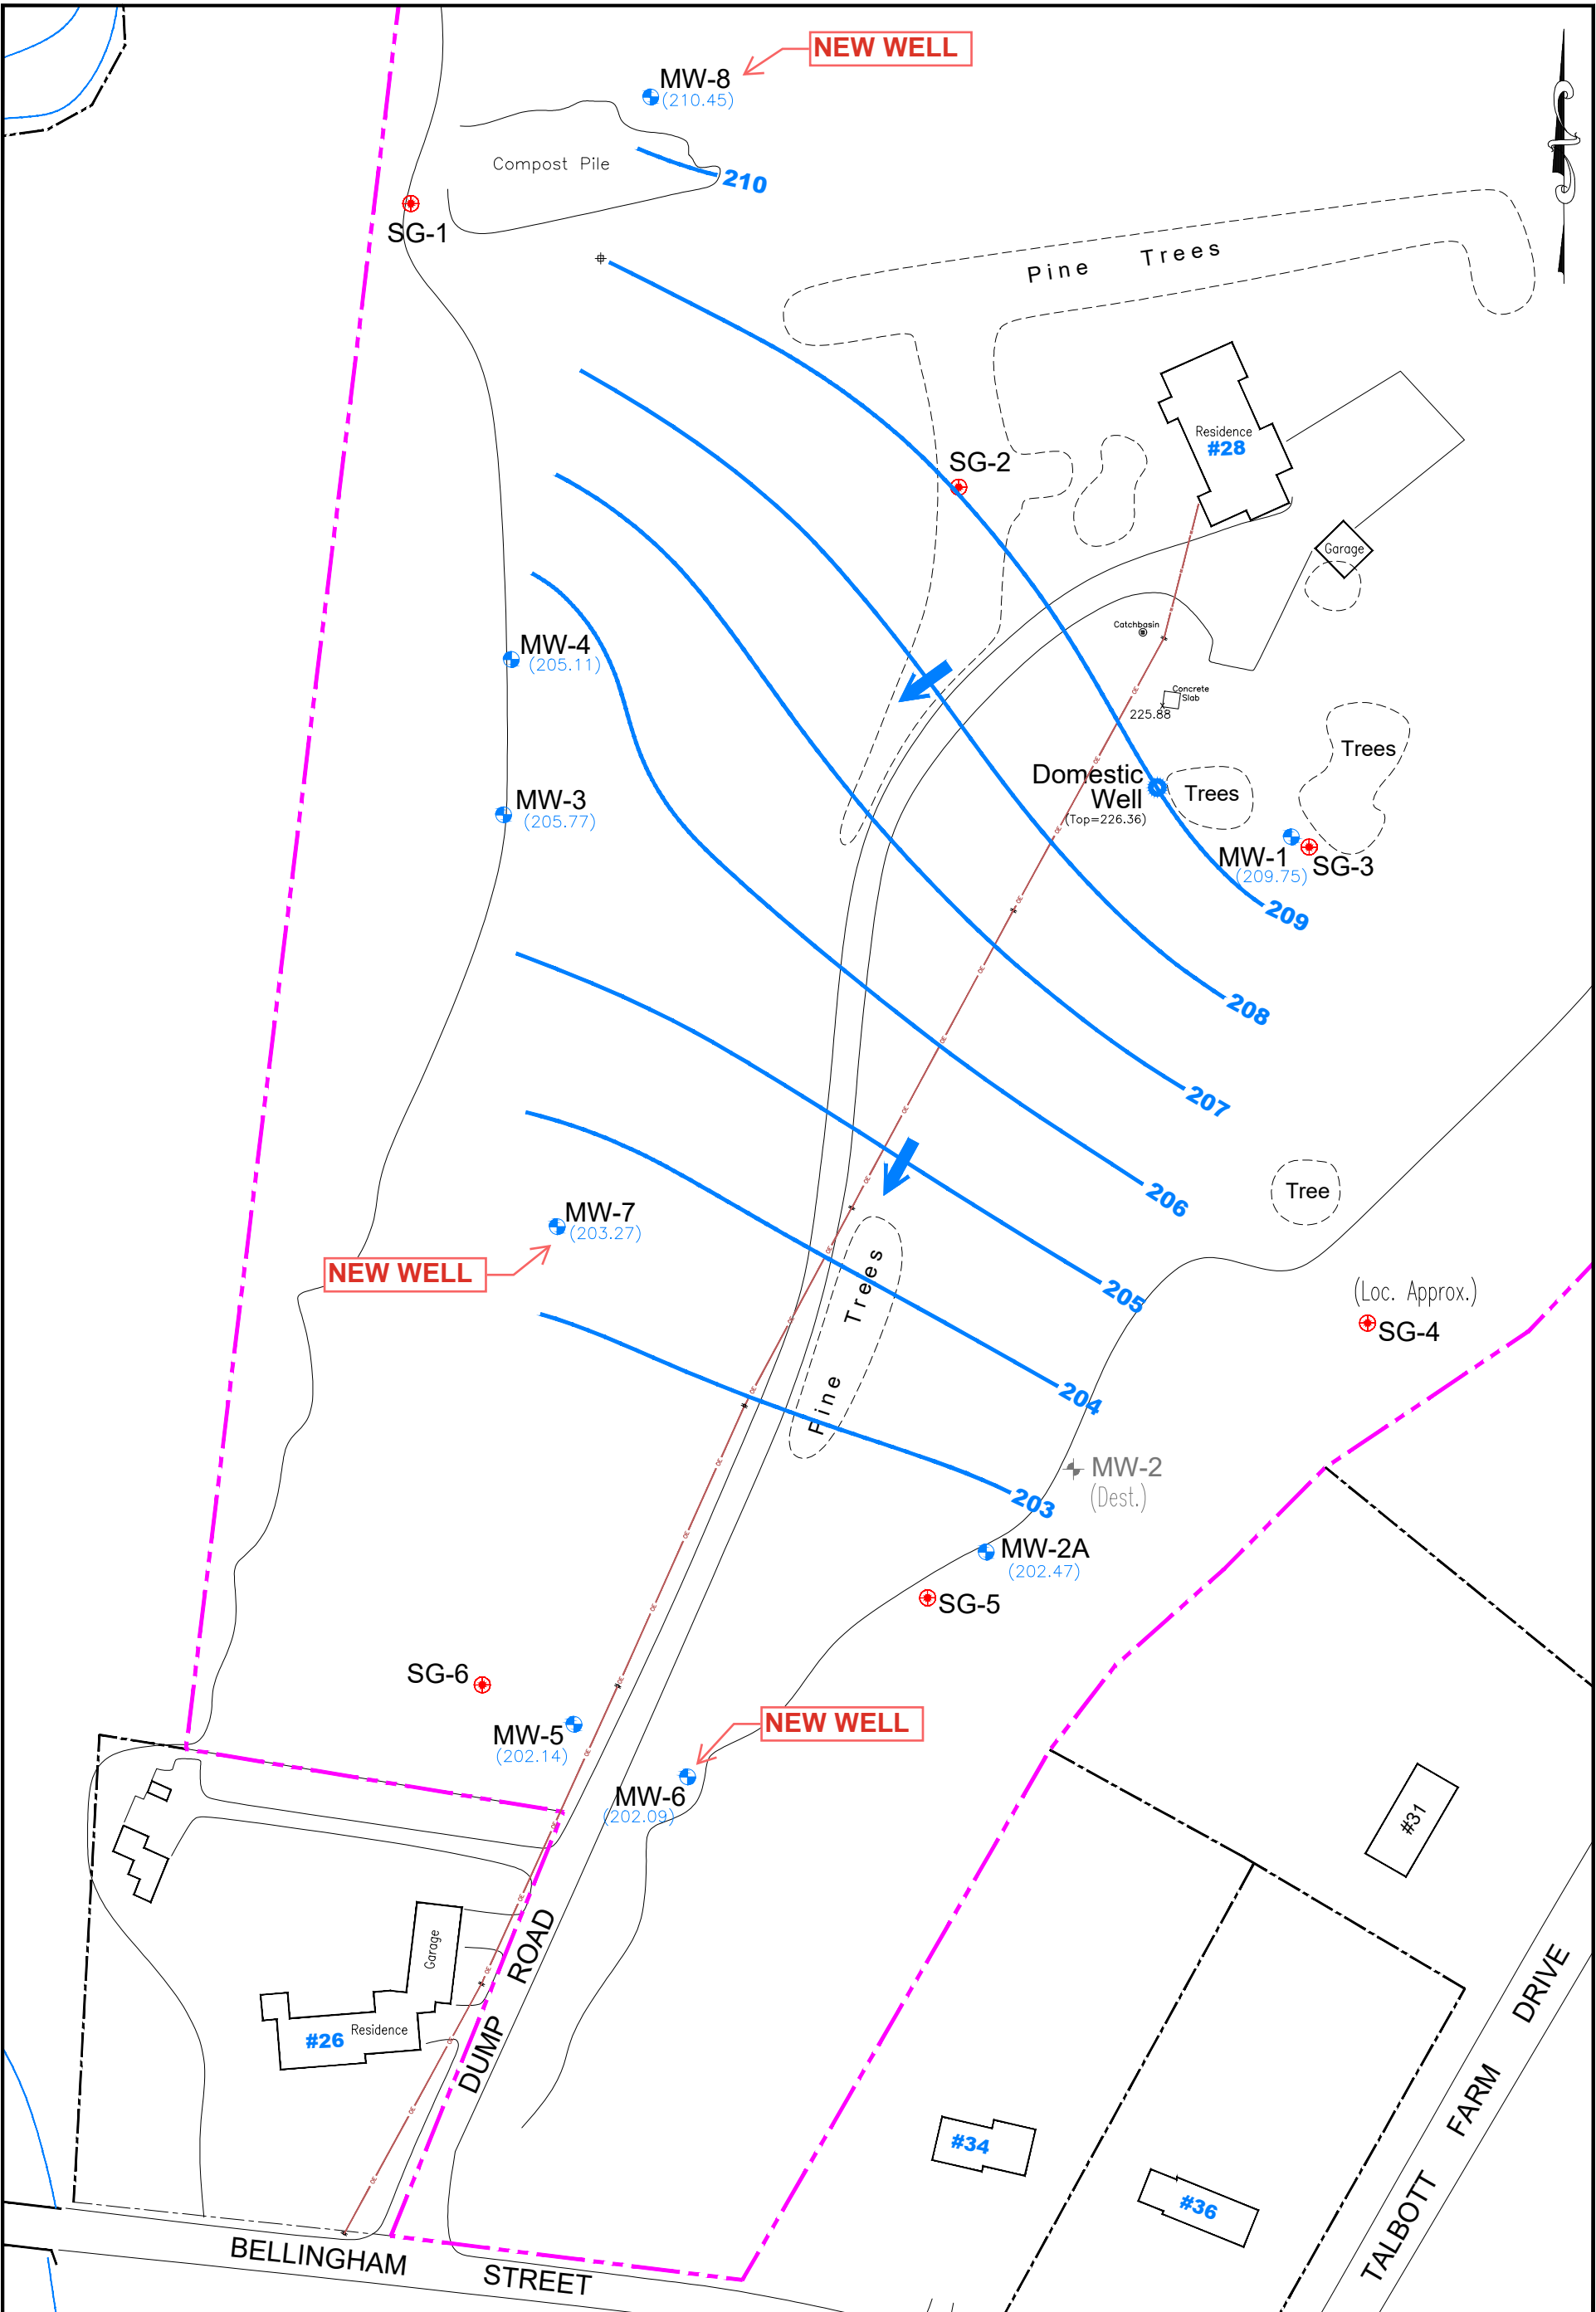 NEW WELL
MW-8
(210.45)
Compost Pile
210
SG-1
Pine Trees
Residence
#28
SG-2
Garage
Catchbasin
MW-4
(205.11)
Concrete
Slab
225.88
Trees
Domestic
Well
(Top=226.36)
Trees
MW-3
(205.77)
MW-1
(209.75)
SG-3
209
208
207
206
Tree
MW-7
(203.27)
NEW WELL
205
Pine Trees
(Loc. Approx.)
SG-4
204
MW-2
(Dest.)
203
MW-2A
(202.47)
SG-5
SG-6
MW-5
(202.14)
NEW WELL
MW-6
(202.09)
#31
Garage
DUMP ROAD
Residence
#26
#34
#36
TALBOTT FARM DRIVE
BELLINGHAM STREET